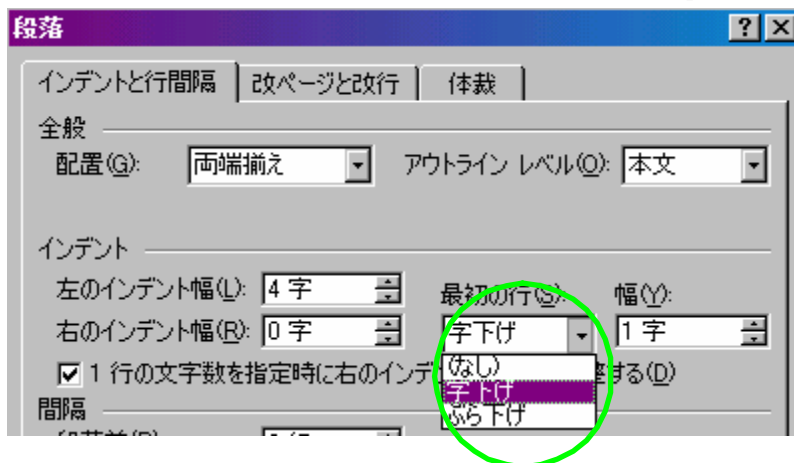 段落
インデントと行間隔 改ページと改行 体裁
全般
配置(G): 両端揃え アウトライン レベル(O): 本文
インデント
左のインデント幅(L): 4 字 最初の行(S): 幅(Y):
右のインデント幅(R): 0 字 字下げ 1 字
1 行の文字数を指定時に右のインデ 整する(D)
(なし)
字下げ
ぶら下げ
間隔